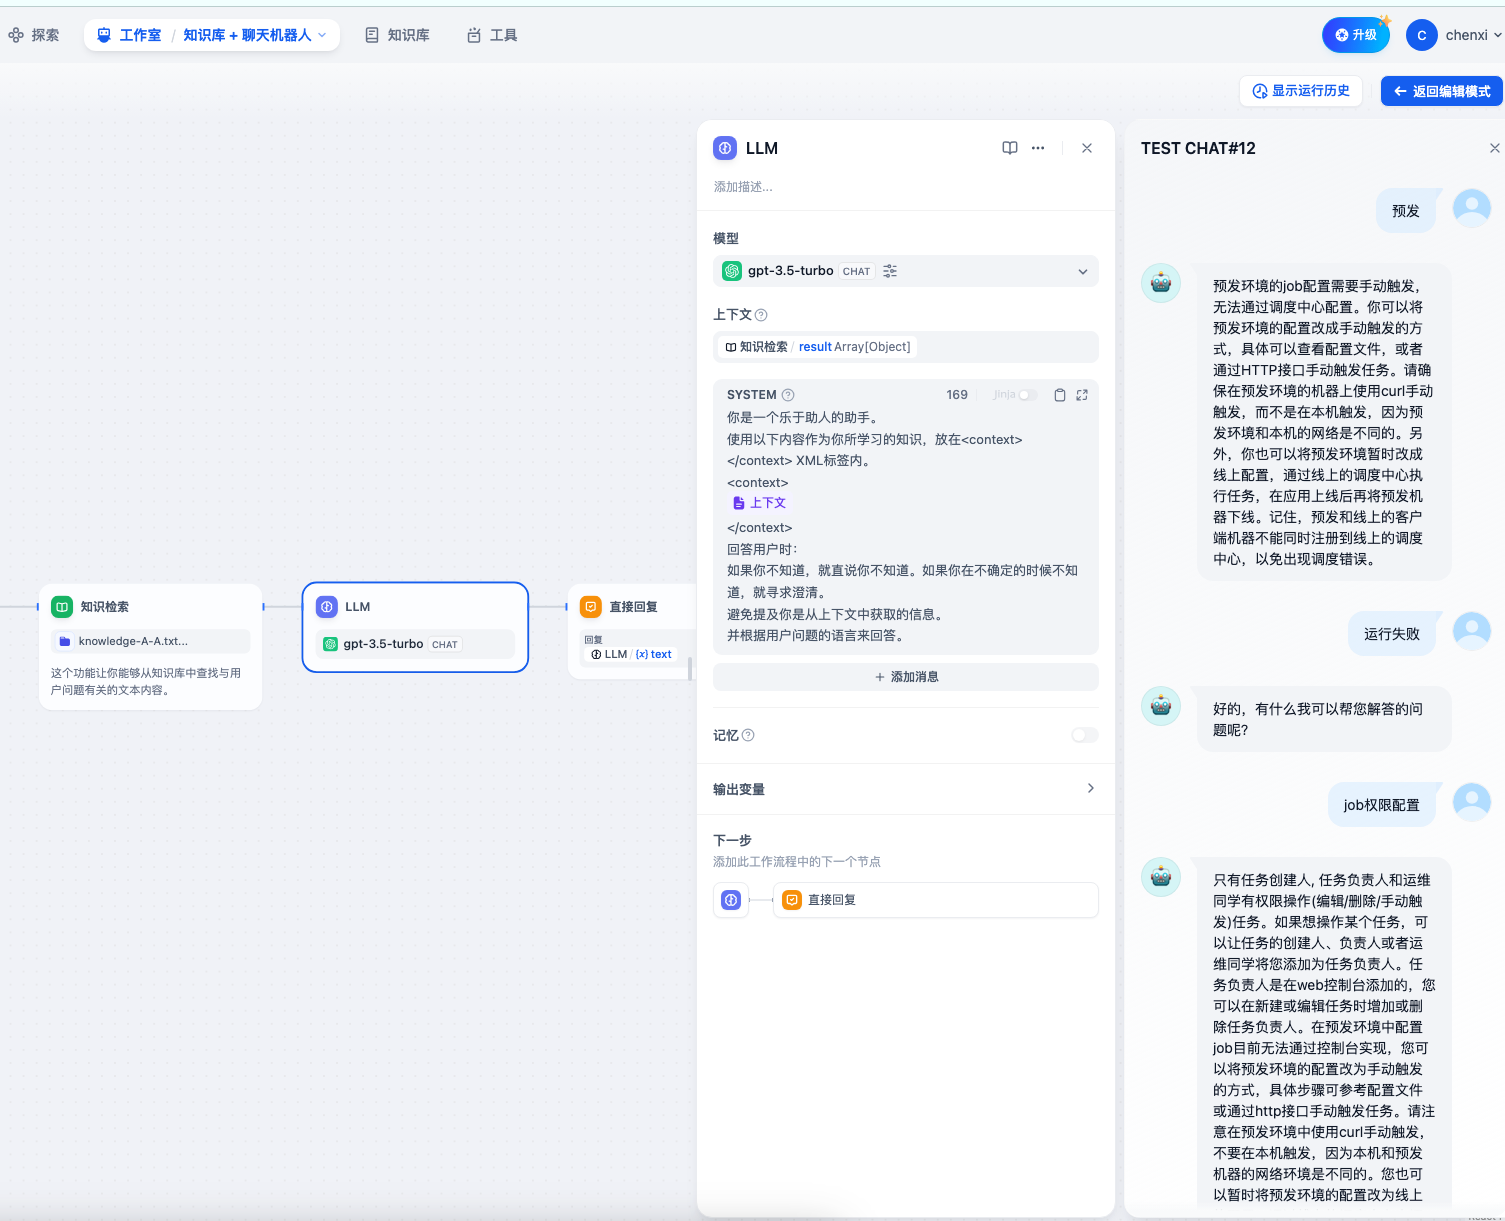 探索
工作室 / 知识库 + 聊天机器人
知识库
工具
升级
C
chenxi
显示运行历史
返回编辑模式
知识检索
knowledge-A-A.txt...
这个功能让你能够从知识库中查找与用
户问题有关的文本内容。
LLM
gpt-3.5-turbo CHAT
直接回复
回复
LLM / {x} text
LLM
添加描述...
模型
gpt-3.5-turbo CHAT
上下文
知识检索 / result Array[Object]
SYSTEM 169 Jinja
你是一个乐于助人的助手。
使用以下内容作为你所学习的知识，放在<context>
</context> XML标签内。
<context>
上下文
</context>
回答用户时：
如果你不知道，就直说你不知道。如果你在不确定的时候不知
道，就寻求澄清。
避免提及你是从上下文中获取的信息。
并根据用户问题的语言来回答。
+ 添加消息
记忆
输出变量
下一步
添加此工作流程中的下一个节点
直接回复
TEST CHAT#12
预发
预发环境的job配置需要手动触发，
无法通过调度中心配置。你可以将
预发环境的配置改成手动触发的方
式，具体可以查看配置文件，或者
通过HTTP接口手动触发任务。请确
保在预发环境的机器上使用curl手动
触发，而不是在本机触发，因为预
发环境和本机的网络是不同的。另
外，你也可以将预发环境暂时改成
线上配置，通过线上的调度中心执
行任务，在应用上线后再将预发机
器下线。记住，预发和线上的客户
端机器不能同时注册到线上的调度
中心，以免出现调度错误。
运行失败
好的，有什么我可以帮您解答的问
题呢?
job权限配置
只有任务创建人, 任务负责人和运维
同学有权限操作(编辑/删除/手动触
发)任务。如果想操作某个任务，可
以让任务的创建人、负责人或者运
维同学将您添加为任务负责人。任
务负责人是在web控制台添加的，您
可以在新建或编辑任务时增加或删
除任务负责人。在预发环境中配置
job目前无法通过控制台实现，您可
以将预发环境的配置改为手动触发
的方式，具体步骤可参考配置文件
或通过http接口手动触发任务。请注
意在预发环境中使用curl手动触发，
不要在本机触发，因为本机和预发
机器的网络环境是不同的。您也可
以暂时将预发环境的配置改为线上